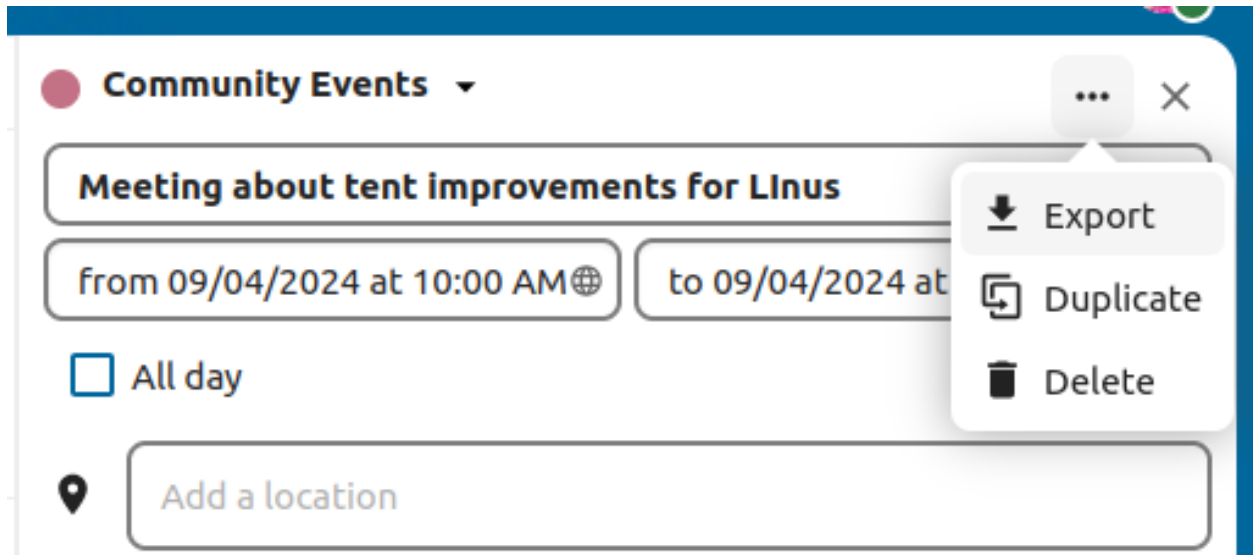 Community Events
Meeting about tent improvements for LInus
from 09/04/2024 at 10:00 AM
to 09/04/2024 at
All day
Add a location
Export
Duplicate
Delete